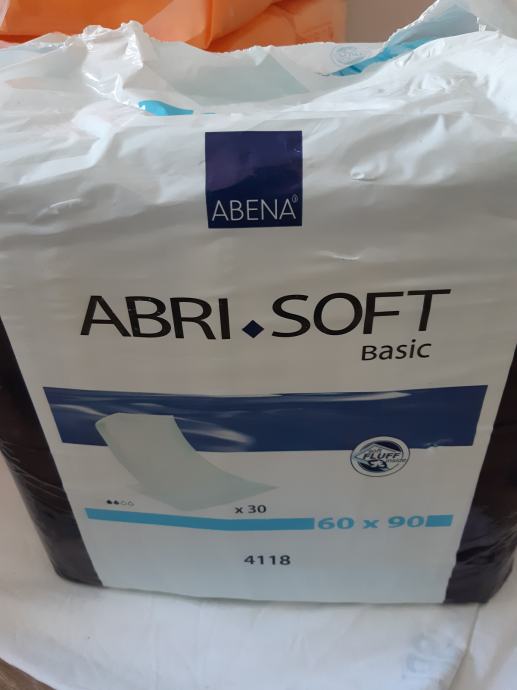 ABENA®
ABRI SOFT
Basic
FLUFF
x 30
60 x 90
4118